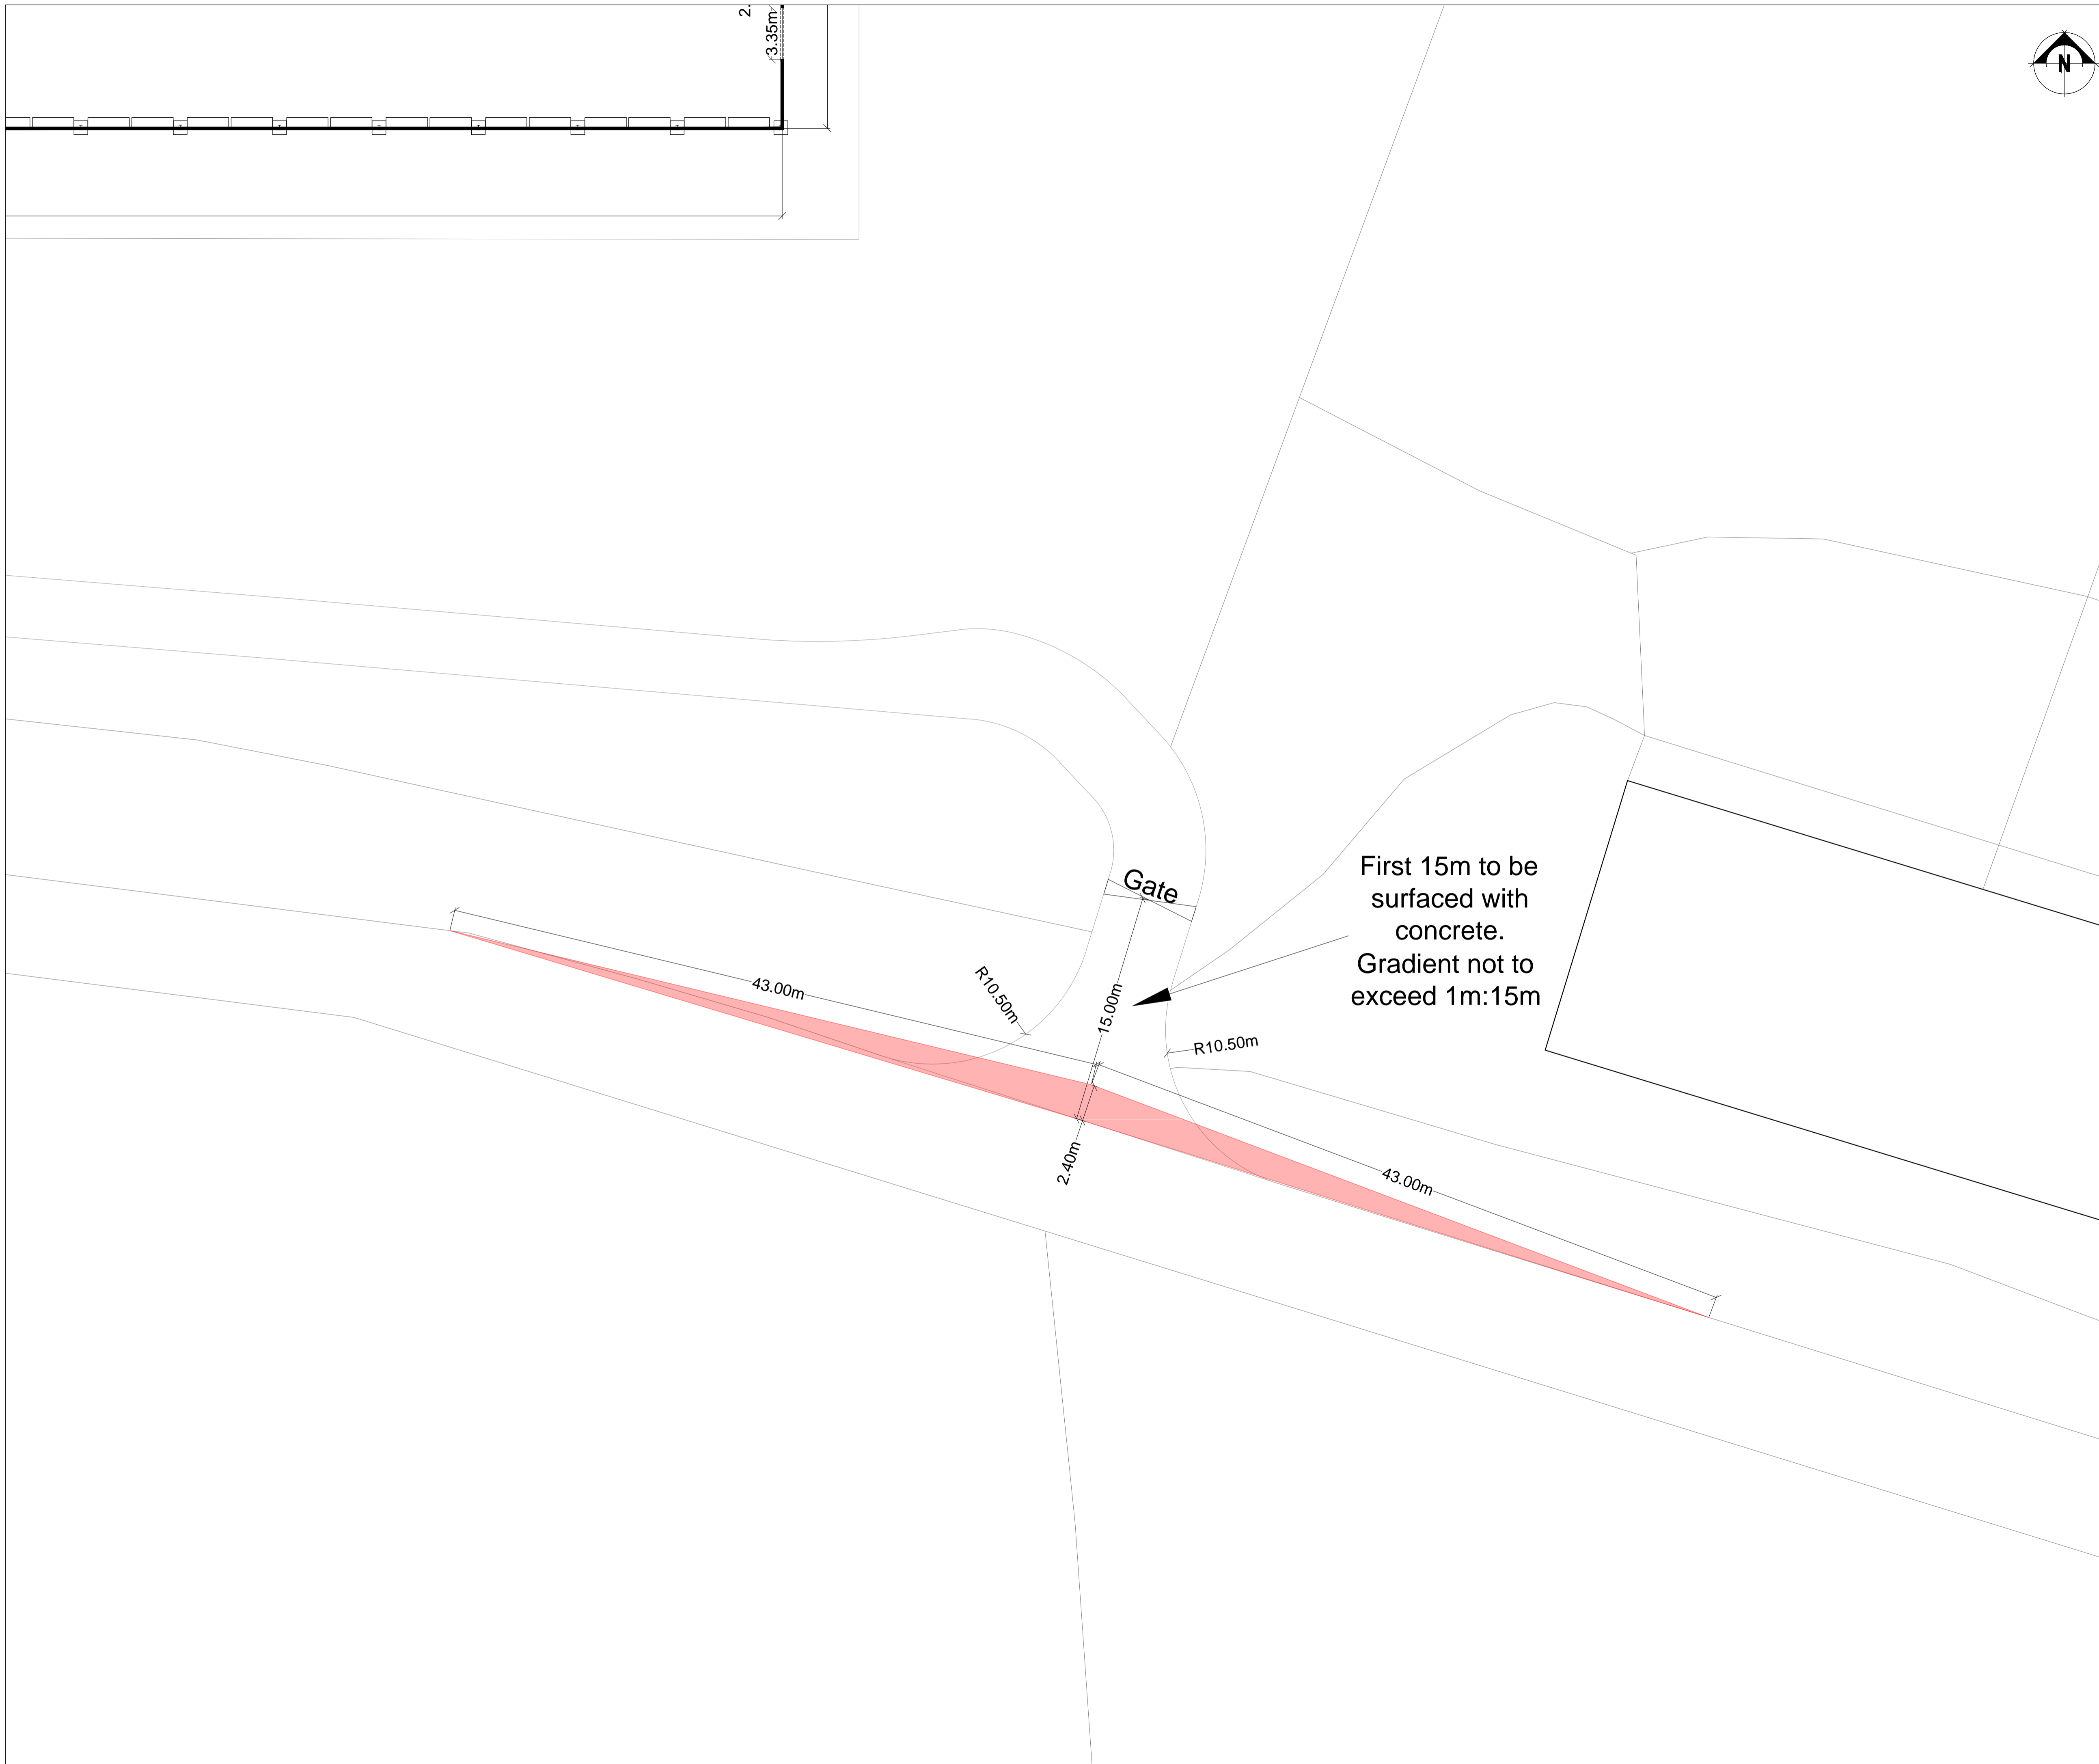 2.
3.35m
N
Gate
First 15m to be
surfaced with
concrete.
Gradient not to
exceed 1m:15m
43.00m
R10.50m
15.00m
R10.50m
2.40m
43.00m